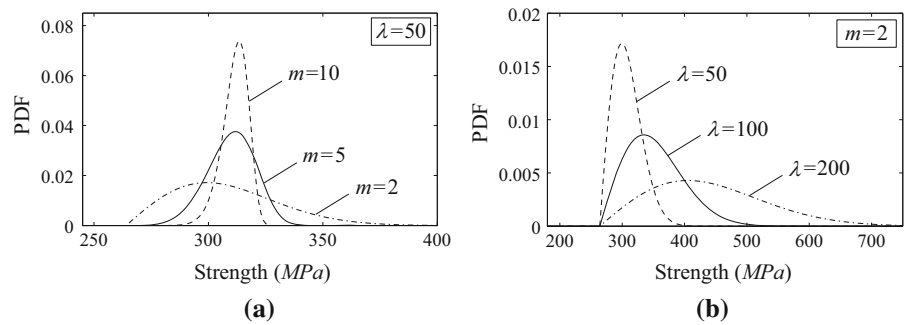 0.08
0.06
0.04
0.02
0
PDF
λ=50
m=10
m=5
m=2
250
300
350
400
Strength (MPa)
(a)
0.02
0.015
0.01
0.005
0
PDF
m=2
λ=50
λ=100
λ=200
200
300
400
500
600
700
Strength (MPa)
(b)